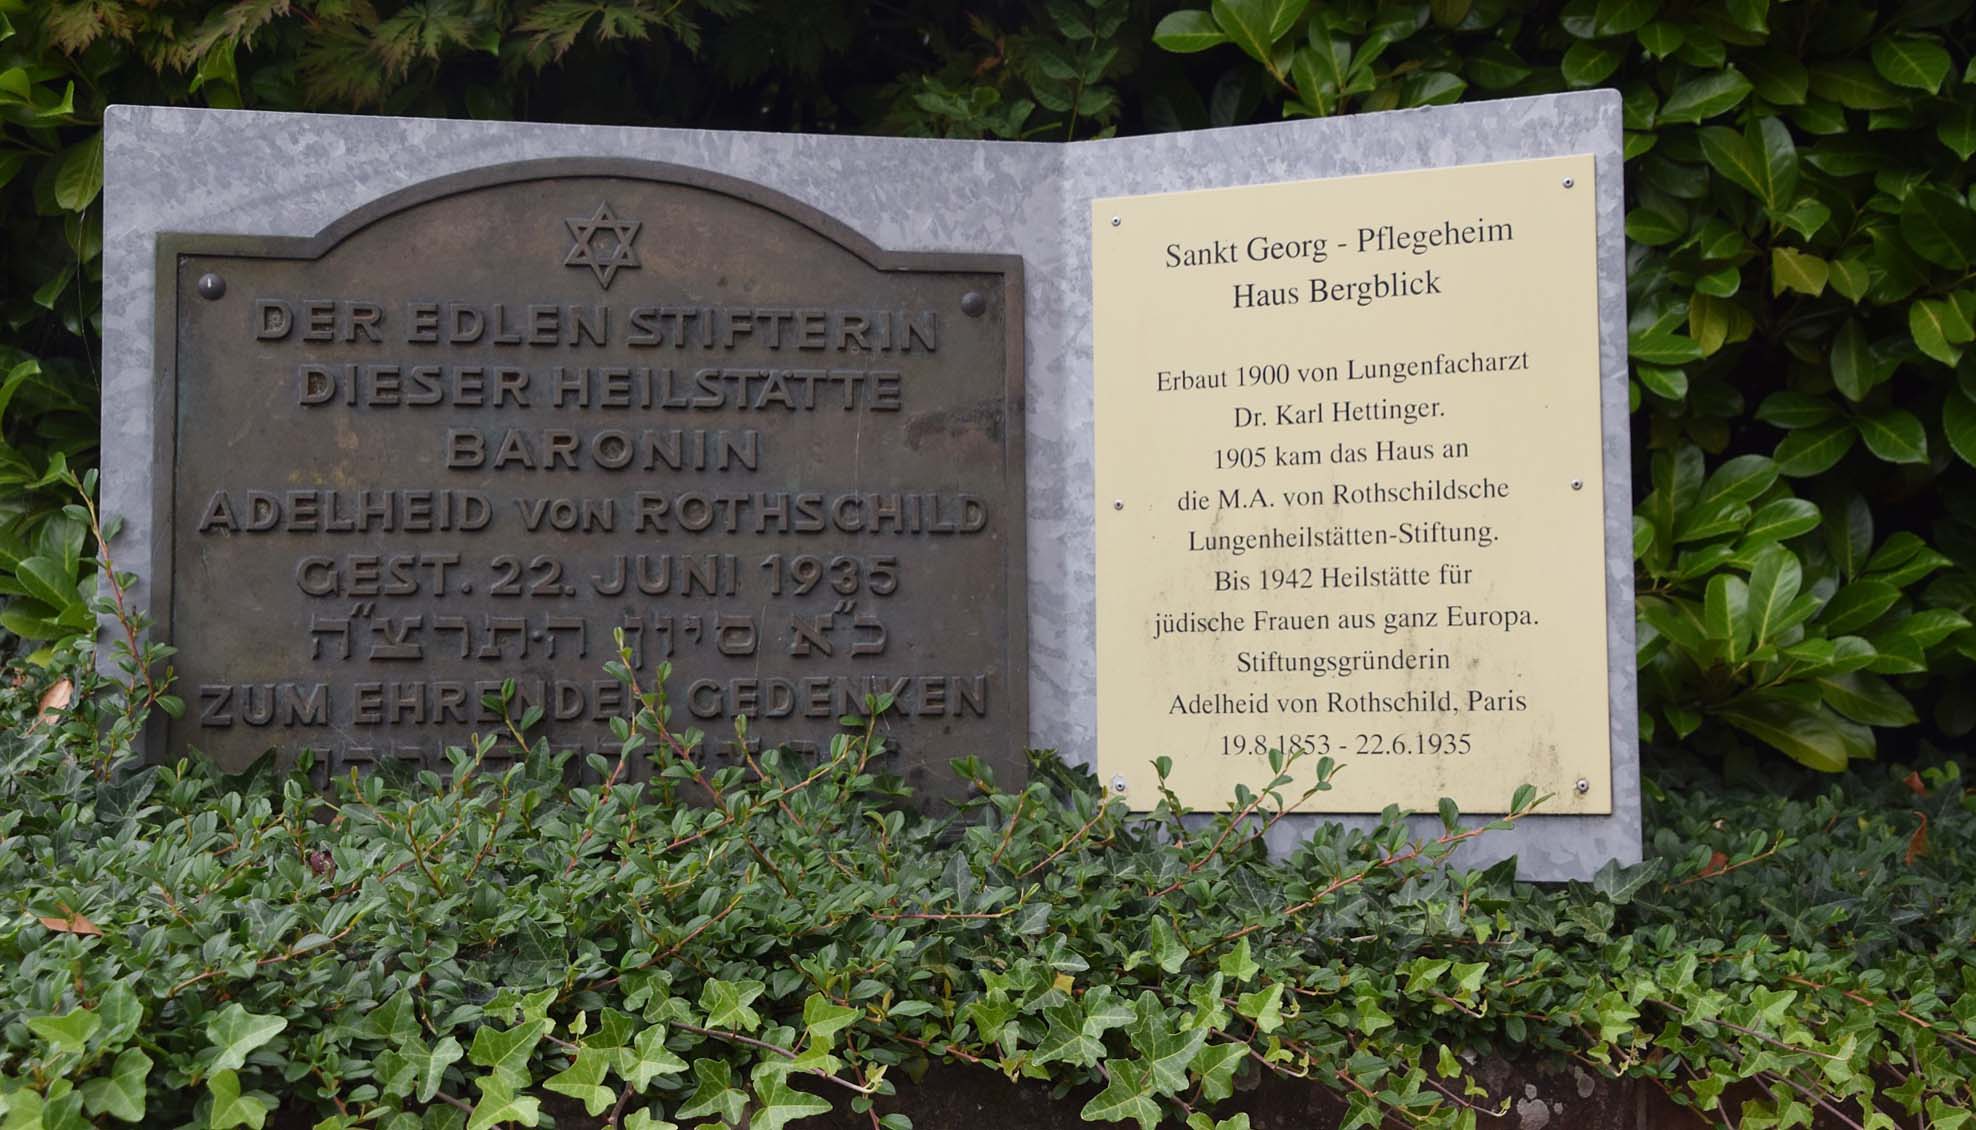 DER EDLEN STIFTERIN
DIESER HEILSTÄTTE
BARONIN
ADELHEID VON ROTHSCHILD
GEST. 22. JUNI 1935
כ״א סיון התרצ״ה
ZUM EHRENDEN GEDENKEN
Sankt Georg - Pflegeheim
Haus Bergblick
Erbaut 1900 von Lungenfacharzt
Dr. Karl Hettinger.
1905 kam das Haus an
die M.A. von Rothschildsche
Lungenheilstätten-Stiftung.
Bis 1942 Heilstätte für
jüdische Frauen aus ganz Europa.
Stiftungsgründerin
Adelheid von Rothschild, Paris
19.8.1853 - 22.6.1935